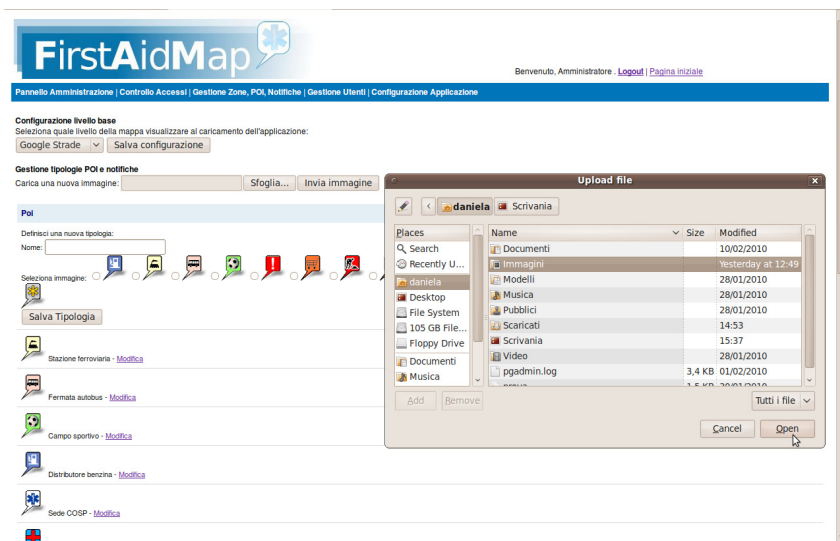 FirstAidMap
Benvenuto, Amministratore . Logout | Pagina iniziale
Pannello Amministrazione | Controllo Accessi | Gestione Zone, POI, Notifiche | Gestione Utenti | Configurazione Applicazione
Configurazione livello base
Seleziona quale livello della mappa visualizzare al caricamento dell'applicazione:
Google Strade Salva configurazione
Gestione tipologie POI e notifiche
Carica una nuova immagine: Sfoglia... Invia immagine
PoI
Definisci una nuova tipologia:
Nome:
Seleziona immagine:
Salva Tipologia
Stazione ferroviaria - Modifica
Fermata autobus - Modifica
Campo sportivo - Modifica
Distributore benzina - Modifica
Sede COSP - Modifica
Upload file
daniela Scrivania
Places Name Size Modified
Search Documenti 10/02/2010
Recently U... Immagini Yesterday at 12:49
daniela Modelli 28/01/2010
Desktop Musica 28/01/2010
File System Pubblici 28/01/2010
105 GB File... Scaricati 14:53
Floppy Drive Scrivania 15:37
Documenti Video 28/01/2010
Musica pgadmin.log 3,4 KB 01/02/2010
Add Remove Tutti i file
Cancel Open